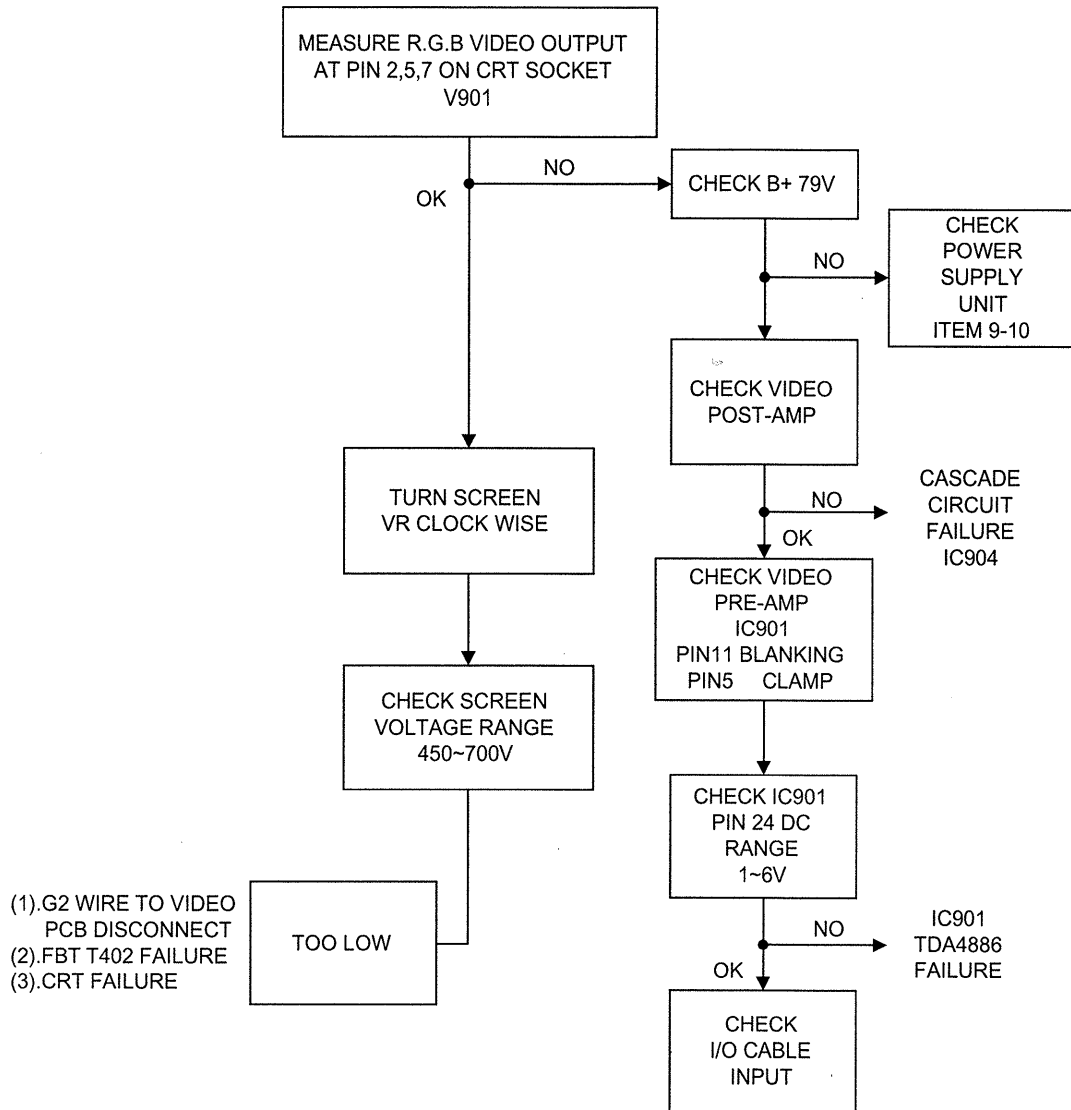 MEASURE R.G.B VIDEO OUTPUT
AT PIN 2,5,7 ON CRT SOCKET
V901
NO
OK
CHECK B+ 79V
NO
CHECK
POWER
SUPPLY
UNIT
ITEM 9-10
CHECK VIDEO
POST-AMP
NO
OK
CASCADE
CIRCUIT
FAILURE
IC904
TURN SCREEN
VR CLOCK WISE
CHECK VIDEO
PRE-AMP
IC901
PIN11 BLANKING
PIN5 CLAMP
CHECK SCREEN
VOLTAGE RANGE
450~700V
CHECK IC901
PIN 24 DC
RANGE
1~6V
(1).G2 WIRE TO VIDEO
PCB DISCONNECT
(2).FBT T402 FAILURE
(3).CRT FAILURE
TOO LOW
NO
OK
IC901
TDA4886
FAILURE
CHECK
I/O CABLE
INPUT